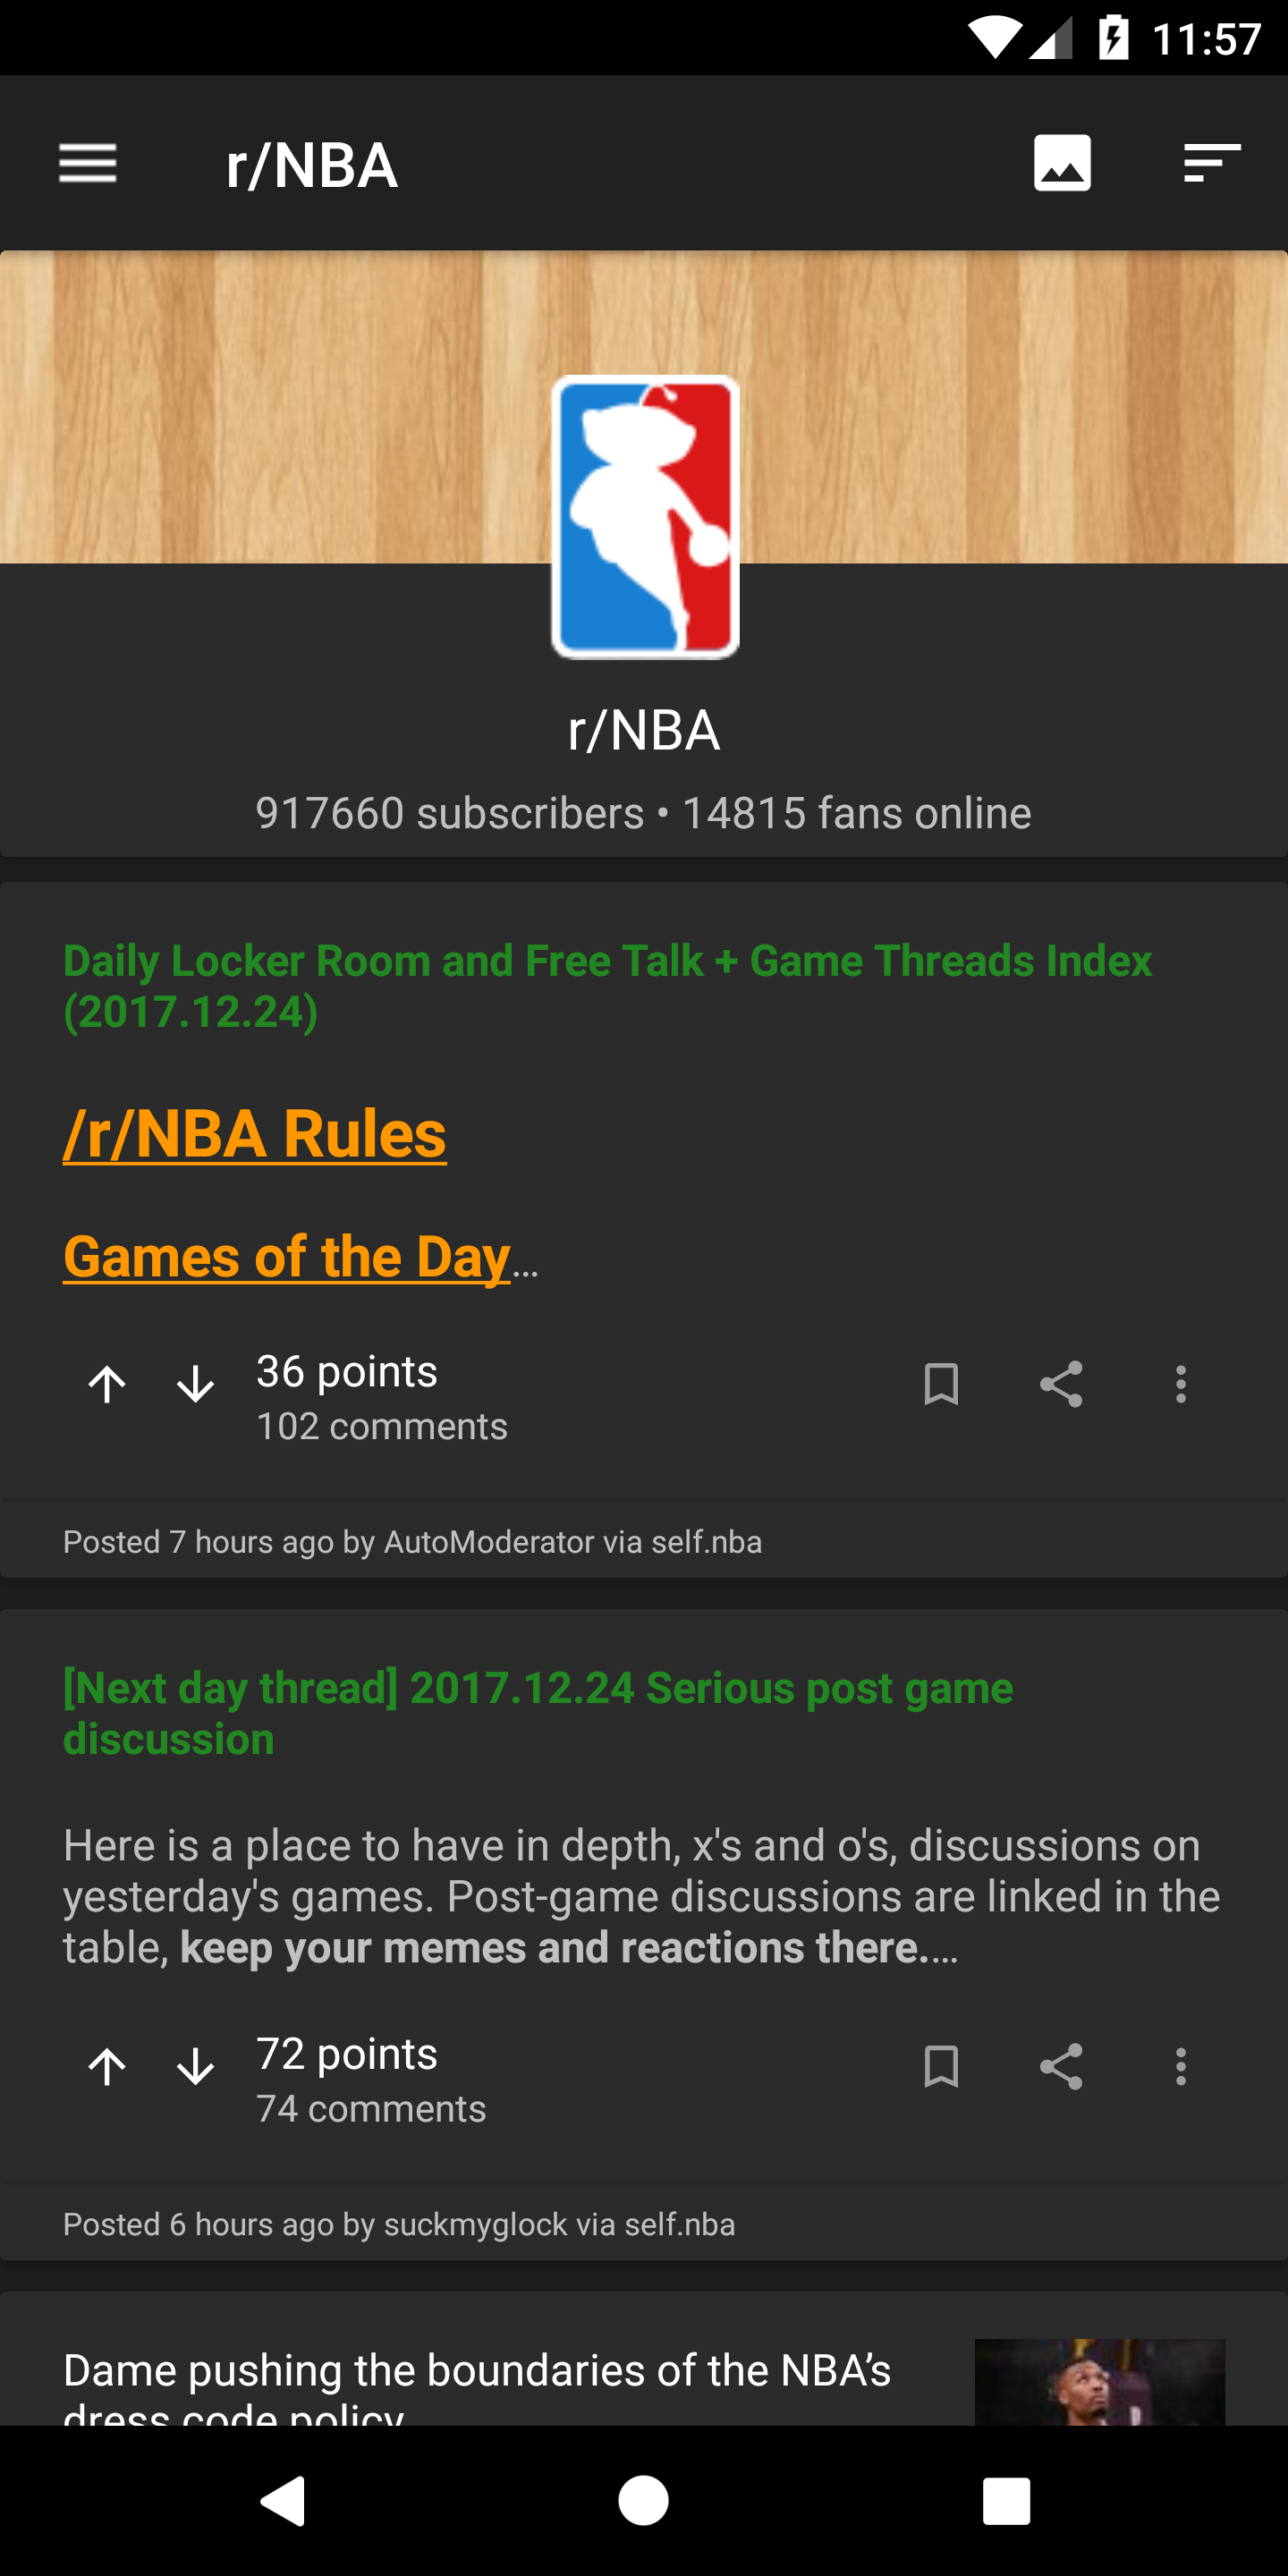 11:57
r/NBA
r/NBA
917660 subscribers • 14815 fans online
Daily Locker Room and Free Talk + Game Threads Index
(2017.12.24)
/r/NBA Rules
Games of the Day…
36 points
102 comments
Posted 7 hours ago by AutoModerator via self.nba
[Next day thread] 2017.12.24 Serious post game
discussion
Here is a place to have in depth, x's and o's, discussions on
yesterday's games. Post-game discussions are linked in the
table, keep your memes and reactions there.…
72 points
74 comments
Posted 6 hours ago by suckmyglock via self.nba
Dame pushing the boundaries of the NBA’s
dress code policy